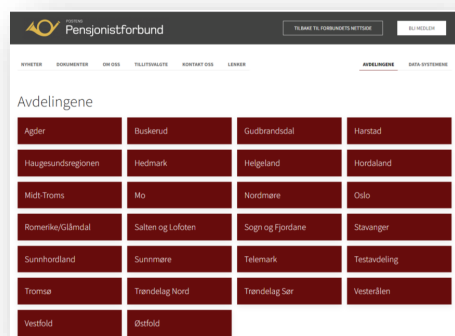 POSTENS
Pensjonistforbund
TILBAKE TIL FORBUNDETS NETTSIDE
BLI MEDLEM
NYHETER DOKUMENTER OM OSS TILLITSVALGTE KONTAKT OSS LENKER AVDELINGENE DATA-SYSTEMENE
Avdelingene
Agder Buskerud Gudbrandsdal Harstad
Haugesundsregionen Hedmark Helgeland Hordaland
Midt-Troms Mo Nordmøre Oslo
Romerike/Glåmdal Salten og Lofoten Sogn og Fjordane Stavanger
Sunnhordland Sunnmøre Telemark Testavdeling
Tromsø Trøndelag Nord Trøndelag Sør Vesterålen
Vestfold Østfold